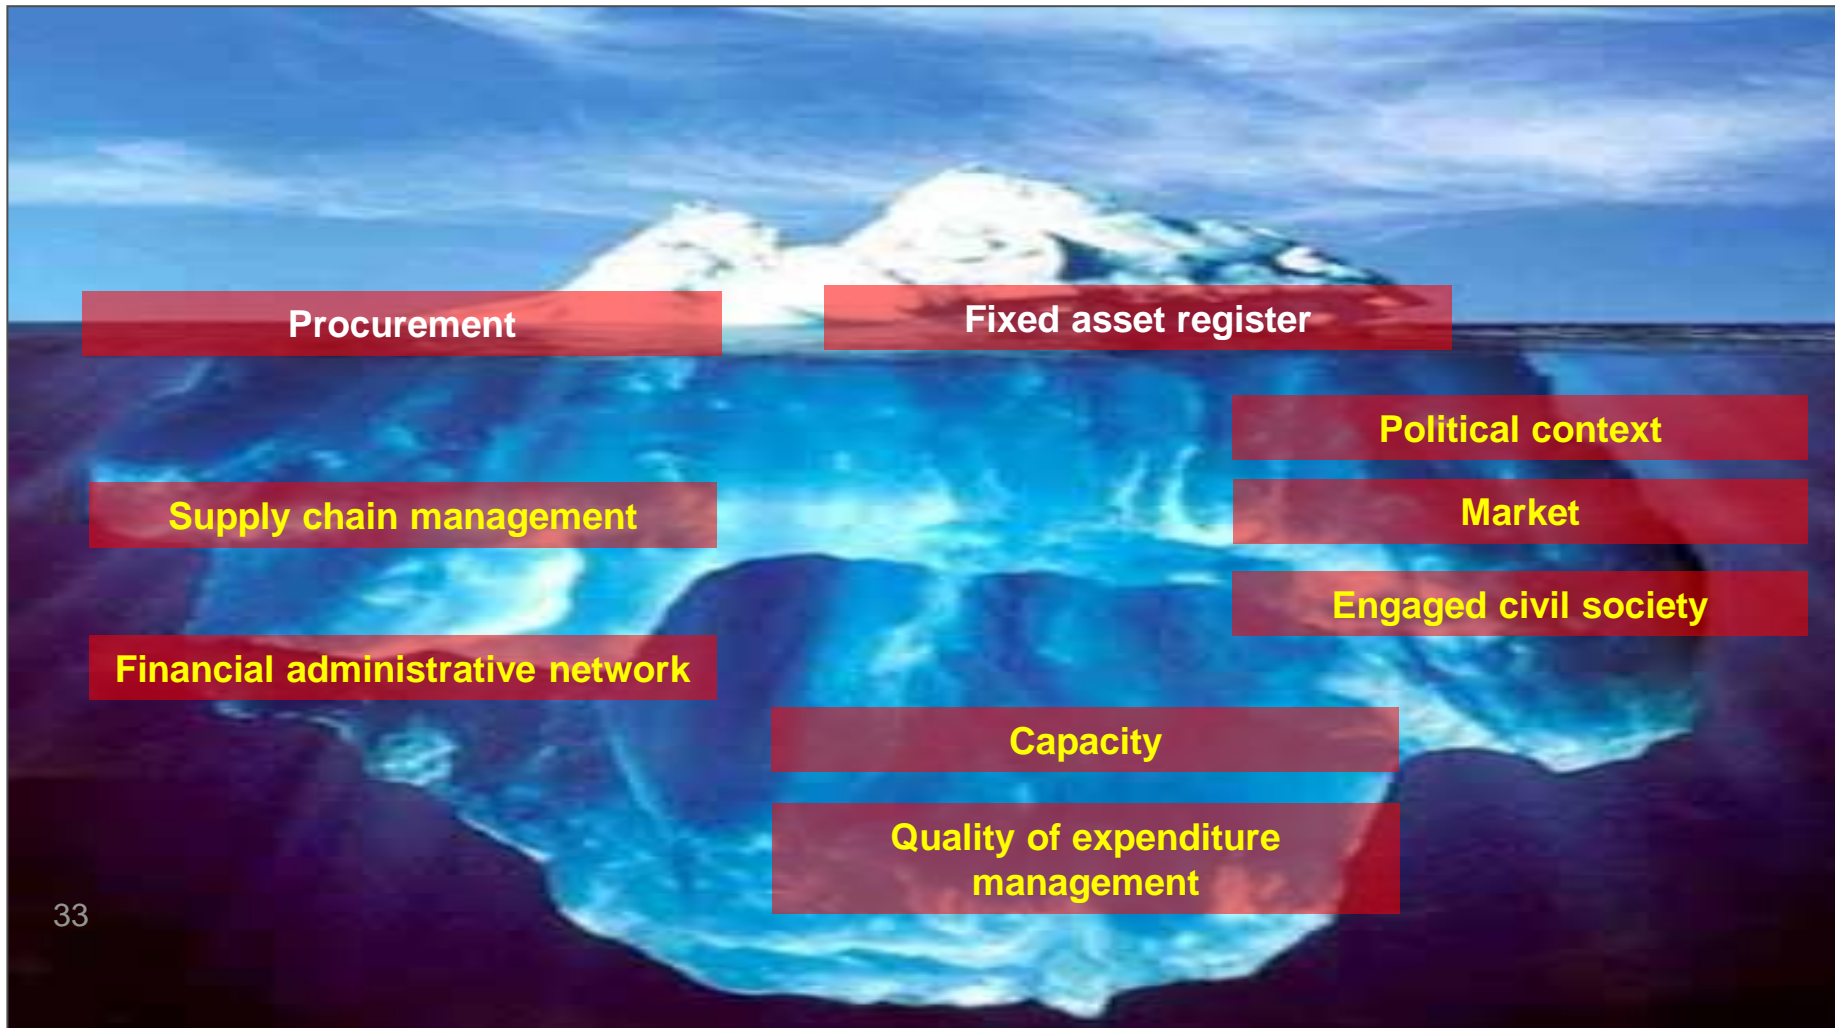 Procurement
Fixed asset register
Political context
Supply chain management
Market
Engaged civil society
Financial administrative network
Capacity
Quality of expenditure
management
33